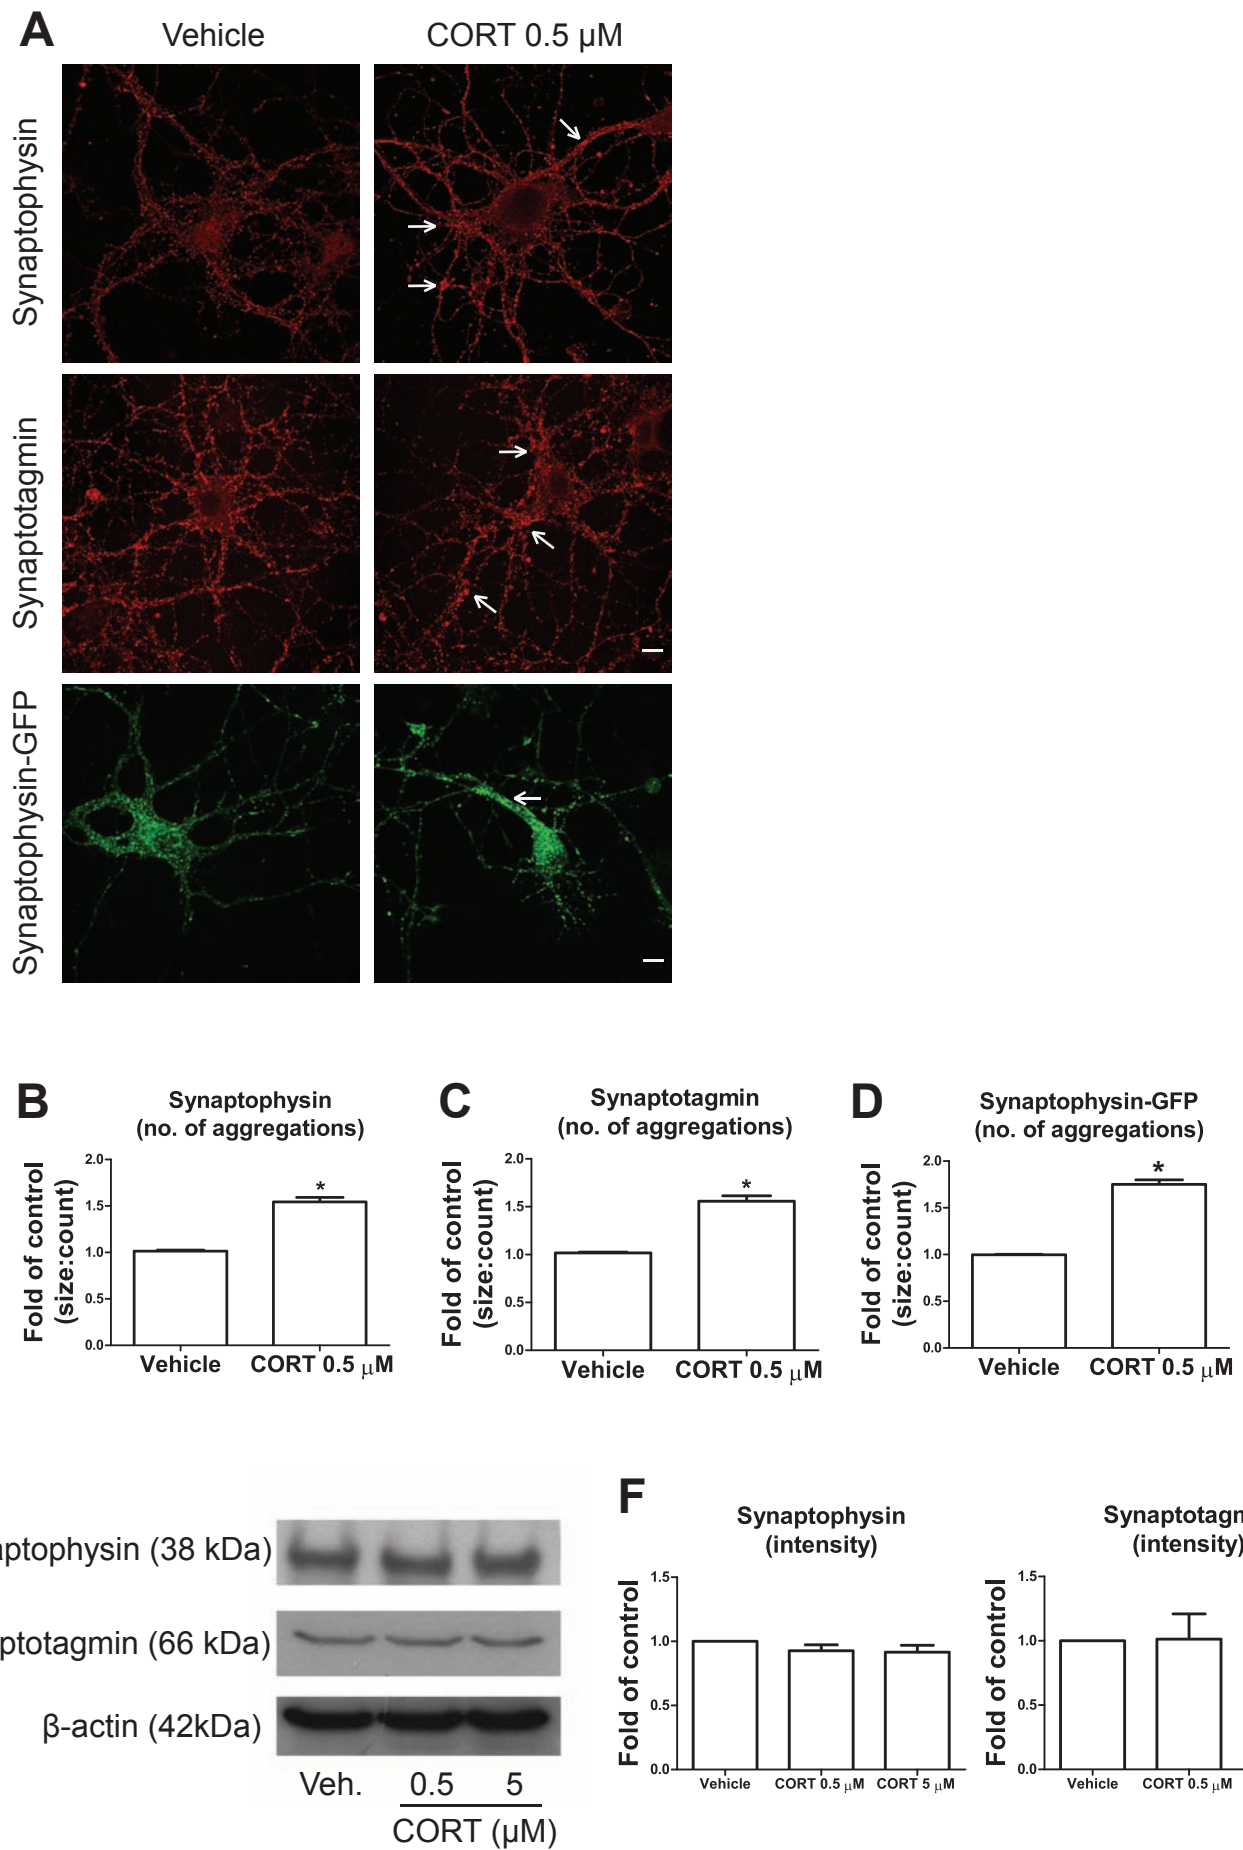 A
Vehicle
CORT 0.5 µM
Synaptophysin
Synaptotagmin
Synaptophysin-GFP
B
Synaptophysin
(no. of aggregations)
Fold of control
(size:count)
2.0
1.5
1.0
0.5
0.0
*
Vehicle
CORT 0.5 µM
C
Synaptotagmin
(no. of aggregations)
Fold of control
(size:count)
2.0
1.5
1.0
0.5
0.0
*
Vehicle
CORT 0.5 µM
D
Synaptophysin-GFP
(no. of aggregations)
Fold of control
(size:count)
2.0
1.5
1.0
0.5
0.0
*
Vehicle
CORT 0.5 µM
aptophysin (38 kDa)
ptotagmin (66 kDa)
β-actin (42kDa)
Veh.
0.5
5
CORT (µM)
F
Synaptophysin
(intensity)
Fold of control
1.5
1.0
0.5
0.0
Vehicle
CORT 0.5 µM
CORT 5 µM
Synaptotagn
(intensity)
Fold of control
1.5
1.0
0.5
0.0
Vehicle
CORT 0.5 µM